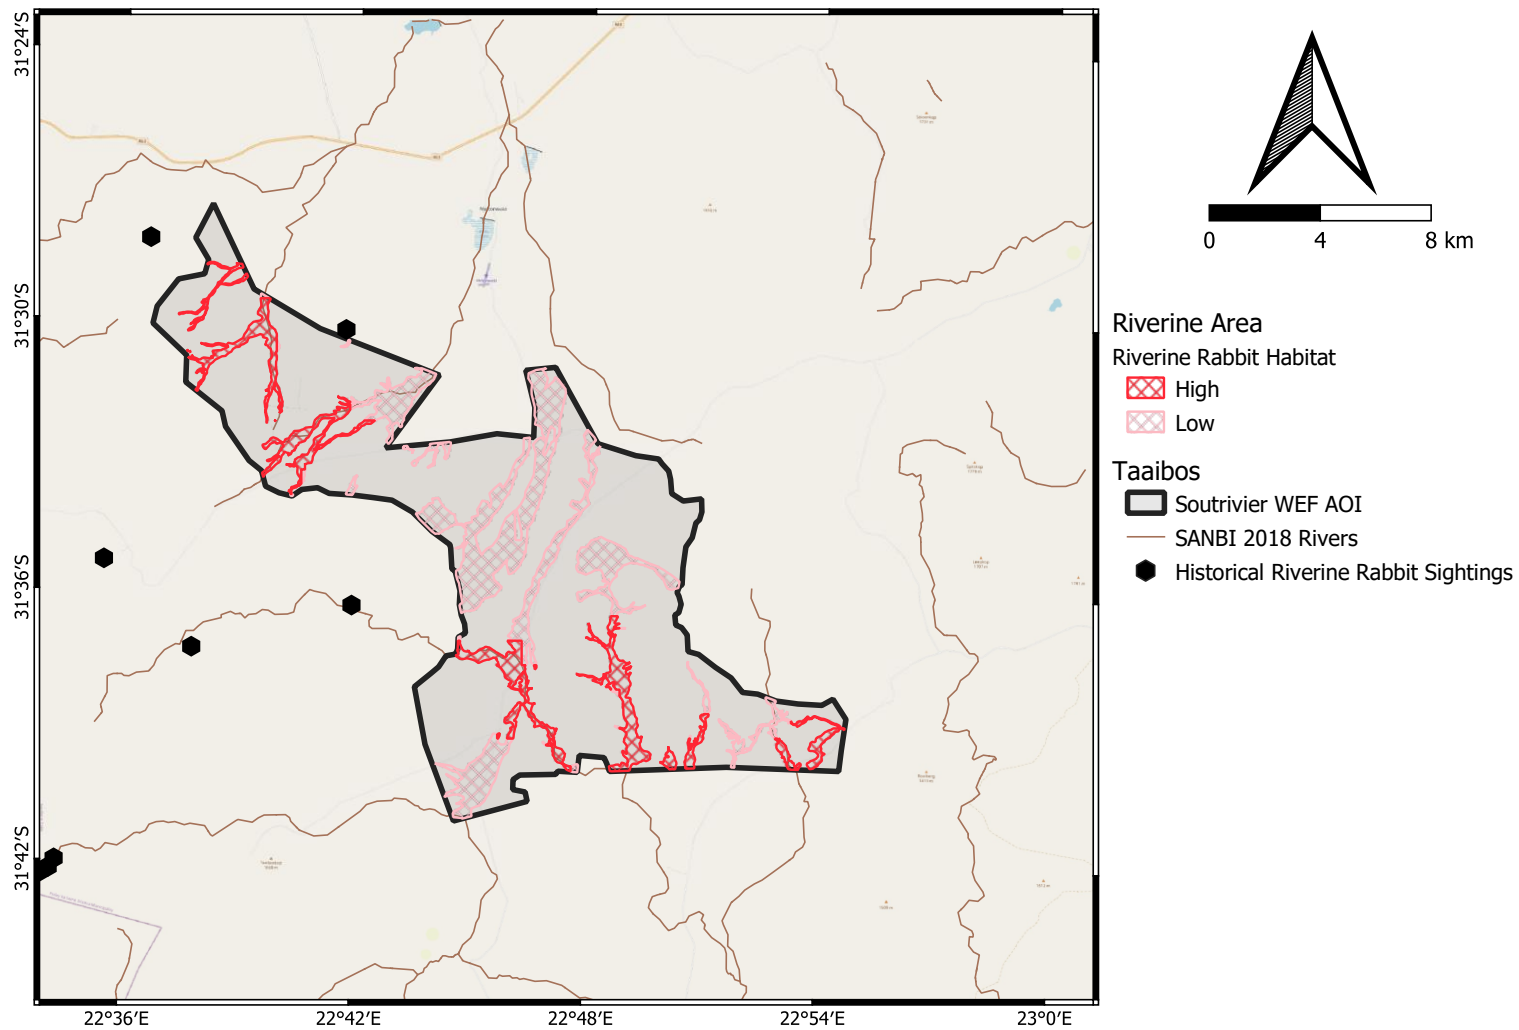 31°24'S
31°30'S
31°36'S
31°42'S
22°36'E
22°42'E
22°48'E
22°54'E
23°0'E
0 4 8 km
Riverine Area
Riverine Rabbit Habitat
High
Low
Taaibos
Soutrivier WEF AOI
SANBI 2018 Rivers
Historical Riverine Rabbit Sightings